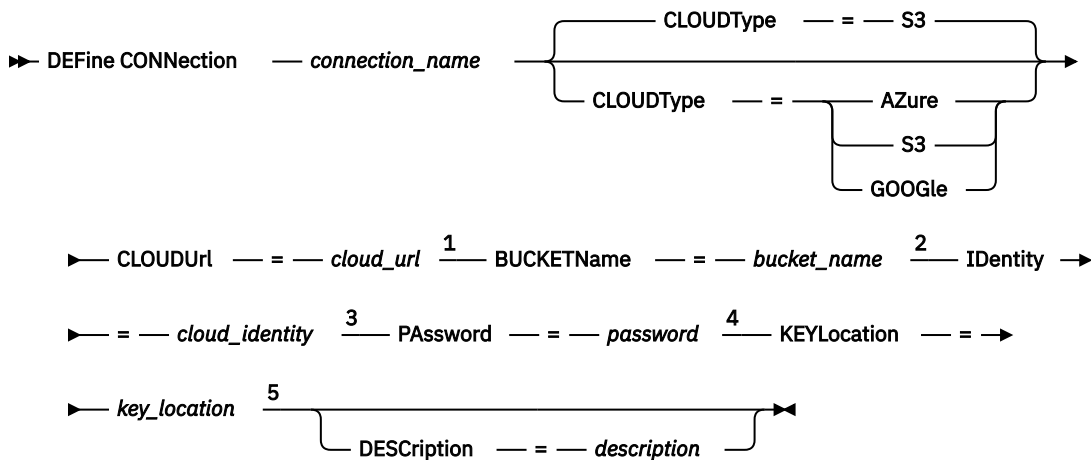 CLOUDType = S3
DEFine CONNection connection_name
CLOUDType = AZure
S3
GOOGle
CLOUDUrl = cloud_url 1 BUCKETName = bucket_name 2 IDentity
= cloud_identity 3 PAssword = password 4 KEYLocation =
key_location 5
DESCription = description